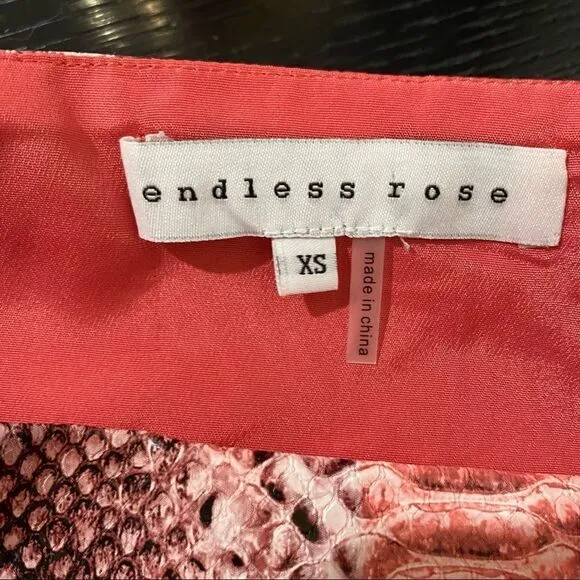 endless rose
XS
made in china